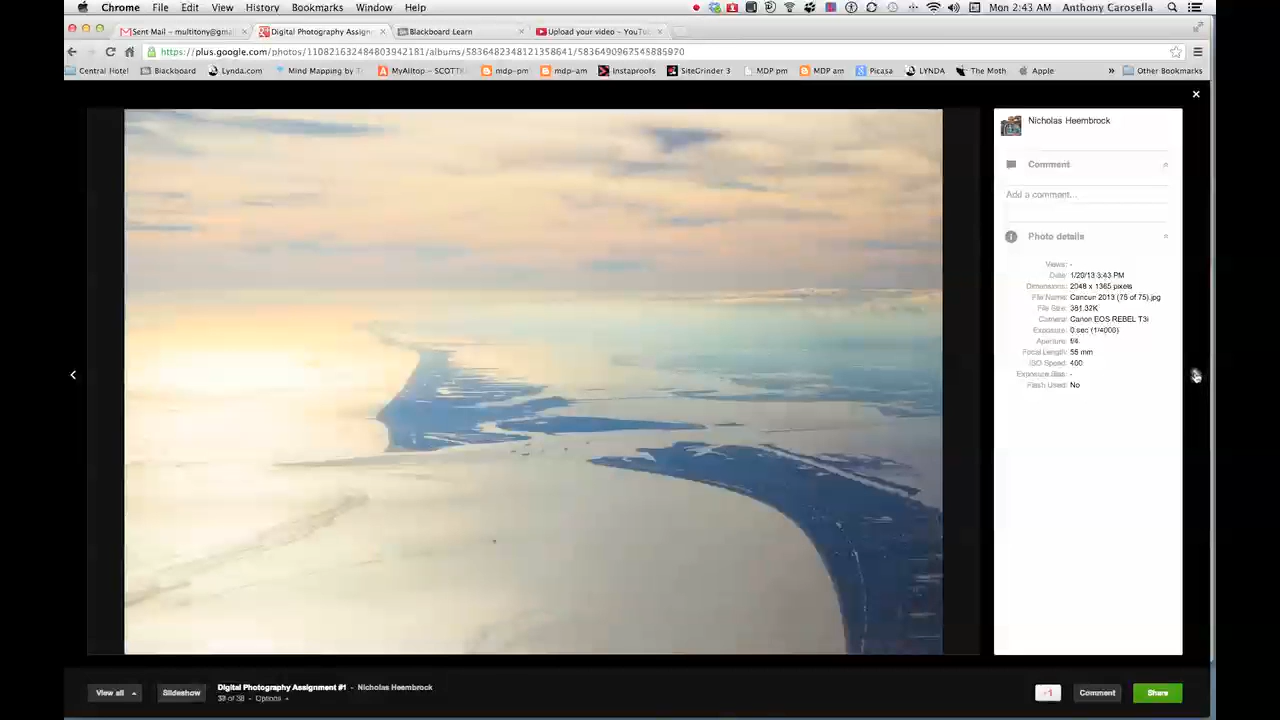 Chrome File Edit View History Bookmarks Window Help Mon 2:43 AM Anthony Carosella
Sent Mail – multitony@gmai Digital Photography Assign Blackboard Learn Upload your video – YouTu
https://plus.google.com/photos/110821632484803942181/albums/5836482348121358641/5836490967545885970
Central Hotel Blackboard Lynda.com Mind Mapping by T MyAiltop – SCOTT mdp-pm mdp-am Instaproofs SiteGrinder 3 MDP pm MDP am Picasa LYNDA The Moth Apple » Other Bookmarks
Nicholas Heembrock
Comment
Add a comment...
Photo details
Views: -
Date: 1/20/13 3:43 PM
Dimensions: 2048 x 1365 pixels
File Name: Cancun 2013 (75 of 75).jpg
File Size: 381.32K
Camera: Canon EOS REBEL T3i
Exposure: 0 sec (1/4000)
Aperture: f/4
Focal Length: 55 mm
ISO Speed: 400
Exposure Bias: -
Flash Used: No
View all Slideshow Digital Photography Assignment #1 - Nicholas Heembrock
38 of 38 - Options
+1 Comment Share